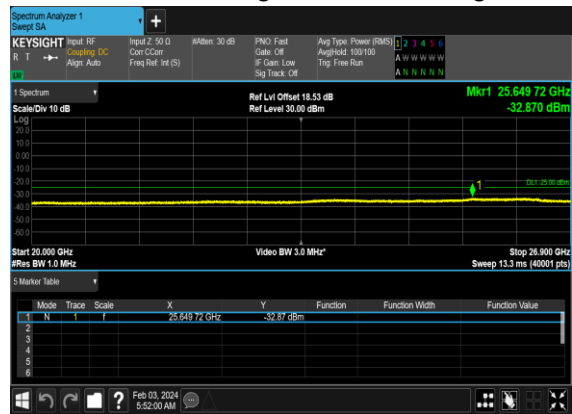 Spectrum Analyzer 1
Swept SA
+
KEYSIGHT Input: RF Input Z: 50 Ω #Atten: 30 dB PNO: Fast Avg Type: Power (RMS) 1 2 3 4 5 6
R T Coupling: DC Corr CCorr Gate: Off Avg|Hold: 100/100 A W W W W W
Align: Auto Freq Ref: Int (S) IF Gain: Low Trig: Free Run A N N N N N
LXI Sig Track: Off
1 Spectrum Ref Lvl Offset 18.53 dB Mkr1 25.649 72 GHz
Scale/Div 10 dB Ref Level 30.00 dBm -32.870 dBm
Log
20.0
10.0
0.00
-10.0
-20.0 1 DL1 -25.00 dBm
-30.0
-40.0
-50.0
-60.0
Start 20.000 GHz Video BW 3.0 MHz* Stop 26.900 GHz
#Res BW 1.0 MHz Sweep 13.3 ms (40001 pts)
5 Marker Table
Mode Trace Scale X Y Function Function Width Function Value
1 N 1 f 25.649 72 GHz -32.87 dBm
2
3
4
5
6
? Feb 03, 2024
5:52:00 AM